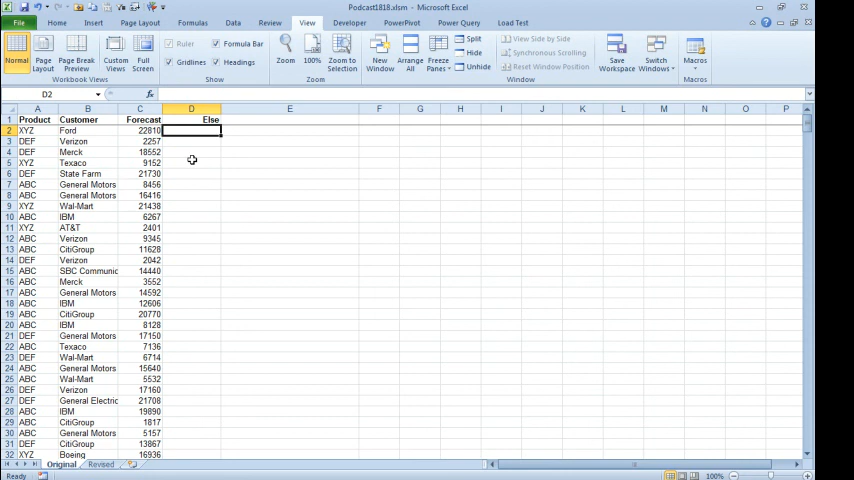 Podcast1818.xlsm - Microsoft Excel
File Home Insert Page Layout Formulas Data Review View Developer PowerPivot Power Query Load Test
Normal Page Layout Page Break Preview Custom Views Full Screen Ruler Formula Bar Gridlines Headings Zoom 100% Zoom to Selection New Window Arrange All Freeze Panes Split Hide Unhide View Side by Side Synchronous Scrolling Reset Window Position Save Workspace Switch Windows Macros
Workbook Views Show Zoom Window Macros
D2 fx
A B C D E F G H I J K L M N O P
1 Product Customer Forecast Else
2 XYZ Ford 22810
3 DEF Verizon 2257
4 DEF Merck 18552
5 XYZ Texaco 9152
6 DEF State Farm 21730
7 ABC General Motors 8456
8 ABC General Motors 16416
9 XYZ Wal-Mart 21438
10 ABC IBM 6267
11 XYZ AT&T 2401
12 ABC Verizon 9345
13 ABC CitiGroup 11628
14 DEF Verizon 2042
15 ABC SBC Communic 14440
16 ABC Merck 3552
17 ABC General Motors 14592
18 ABC IBM 12606
19 ABC CitiGroup 20770
20 ABC IBM 8128
21 DEF General Motors 17150
22 ABC Texaco 7136
23 DEF Wal-Mart 6714
24 ABC General Motors 15640
25 ABC Wal-Mart 5532
26 DEF Verizon 17160
27 DEF General Electric 21708
28 ABC IBM 19890
29 ABC CitiGroup 1817
30 ABC General Motors 5157
31 DEF CitiGroup 13867
32 XYZ Boeing 16936
Original Revised
Ready 100%